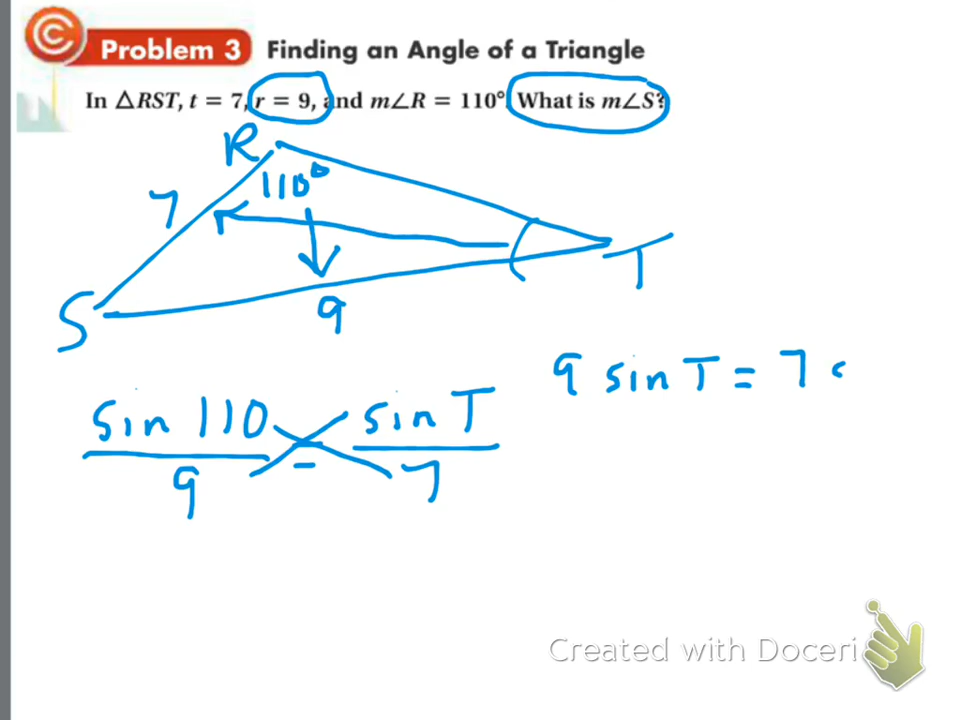 Problem 3 Finding an Angle of a Triangle
In △RST, t = 7, r = 9, and m∠R = 110°. What is m∠S?
R
110°
7
T
9
S
9 sin T = 7
sin 110 = sin T
9 7
Created with Doceri